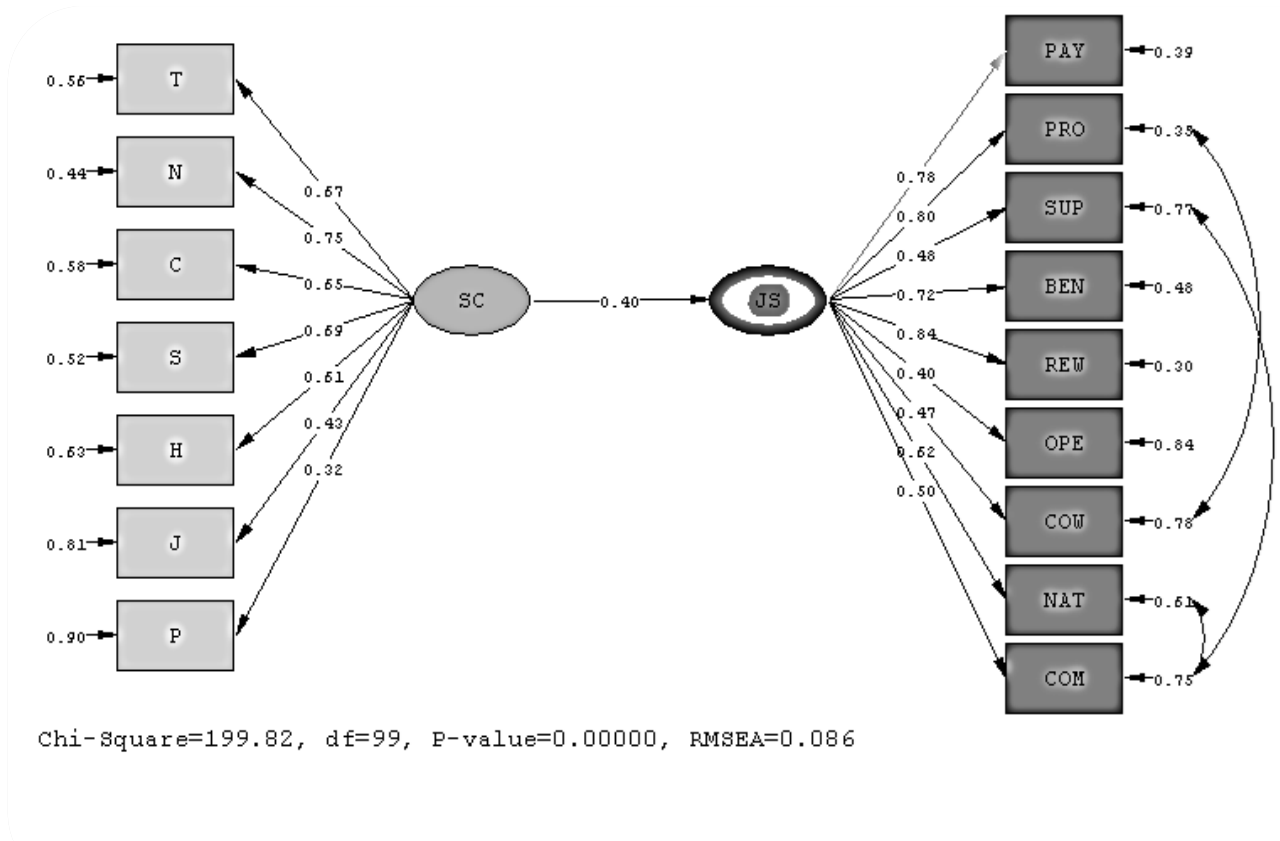 0.56 T
0.44 N
0.58 C
0.52 S
0.63 H
0.81 J
0.90 P
0.67
0.75
0.65
0.69
0.61
0.43
0.32
SC
0.40
JS
0.78
0.80
0.48
0.72
0.84
0.40
0.47
0.62
0.50
PAY 0.39
PRO 0.35
SUP 0.77
BEN 0.48
REW 0.30
OPE 0.84
COW 0.78
NAT 0.61
COM 0.75
Chi-Square=199.82, df=99, P-value=0.00000, RMSEA=0.086